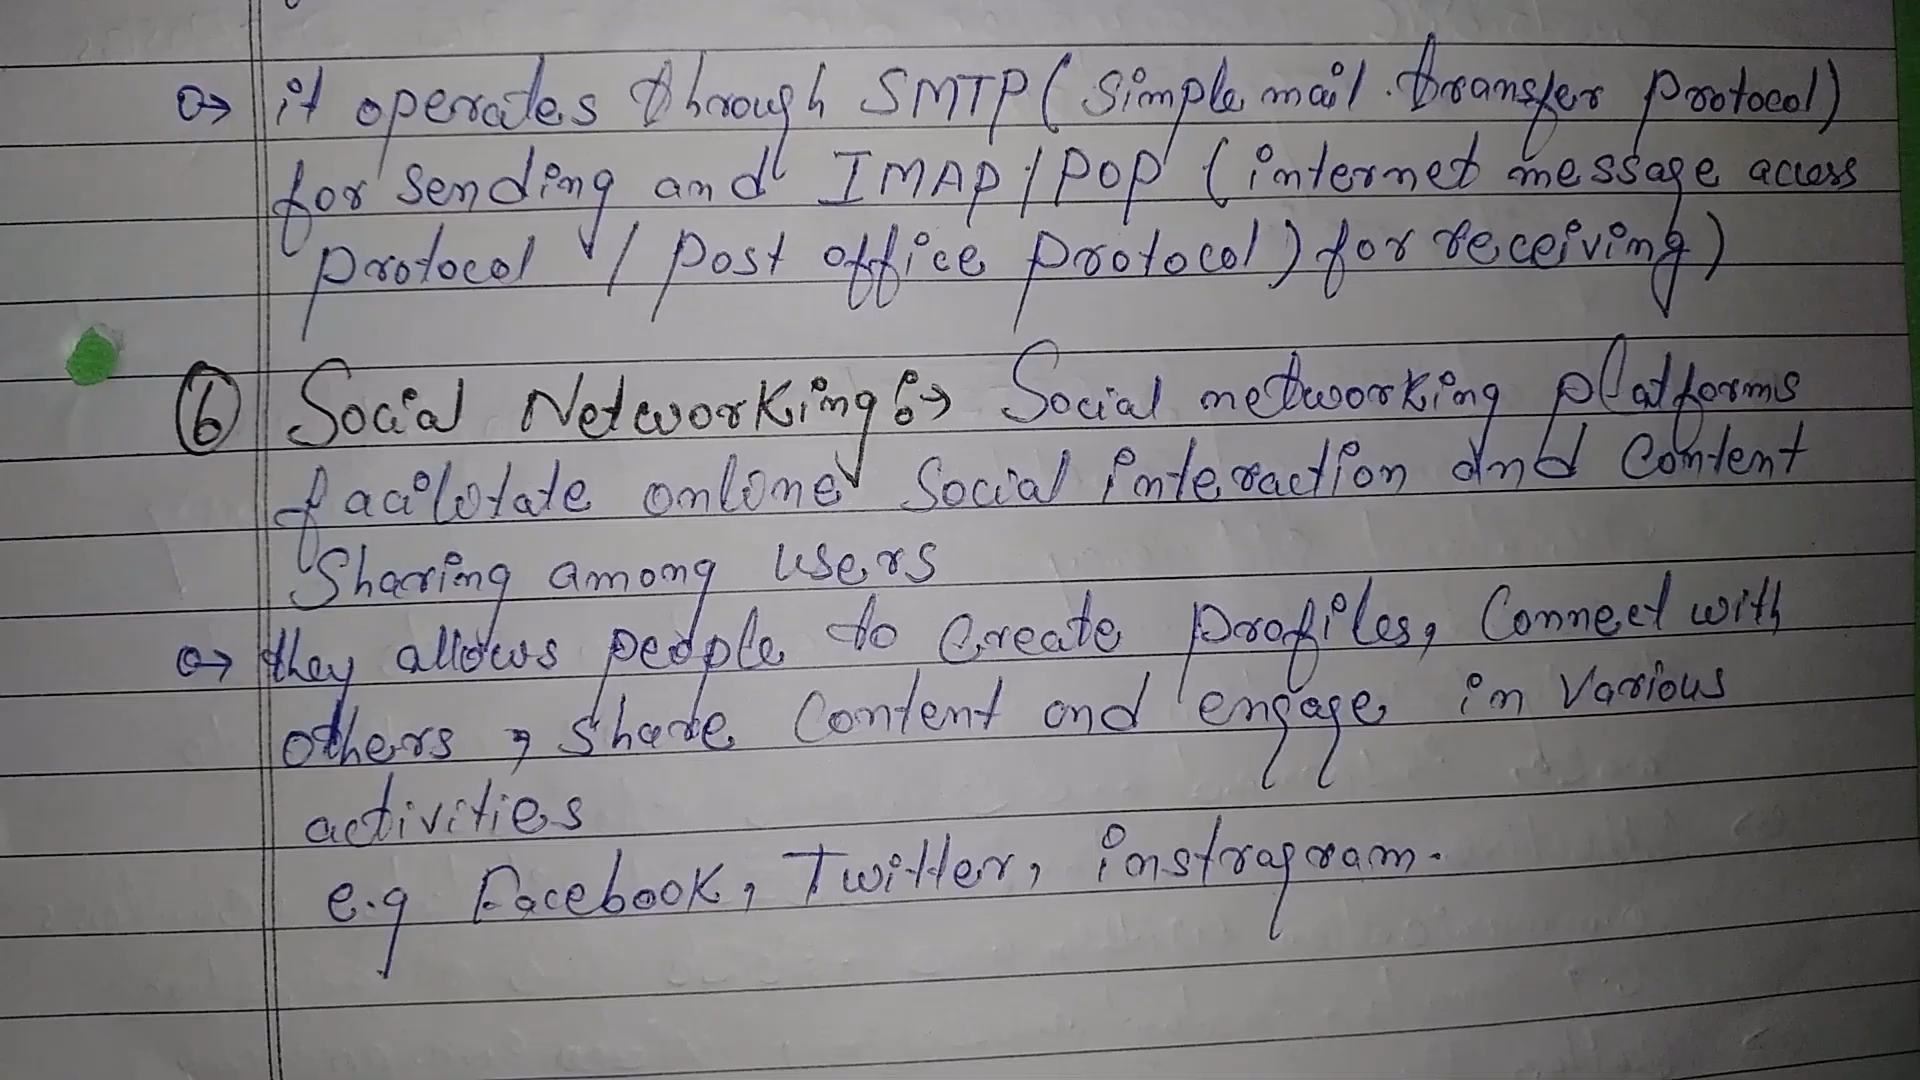 → it operates through SMTP (Simple mail transfer protocol)
for sending and IMAP / POP (internet message access
protocol / post office protocol) for receiving)
⑥ Social Networking :→ Social networking platforms
facilitate online social interaction and Content
Sharing among users
→ they allows people to create profiles, Connect with
others, share Content and engage in Various
activities
e.g Facebook, Twitter, instragram.